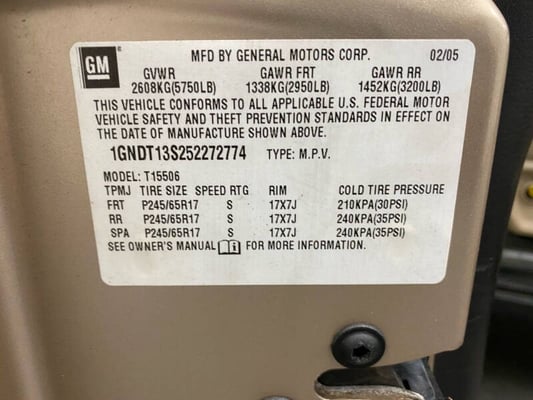 GM MFD BY GENERAL MOTORS CORP. 02/05
GVWR GAWR FRT GAWR RR
2608KG(5750LB) 1338KG(2950LB) 1452KG(3200LB)
THIS VEHICLE CONFORMS TO ALL APPLICABLE U.S. FEDERAL MOTOR
VEHICLE SAFETY AND THEFT PREVENTION STANDARDS IN EFFECT ON
THE DATE OF MANUFACTURE SHOWN ABOVE.
1GNDT13S252272774 TYPE: M.P.V.
MODEL: T15506
TPMJ TIRE SIZE SPEED RTG RIM COLD TIRE PRESSURE
FRT P245/65R17 S 17X7J 210KPA(30PSI)
RR P245/65R17 S 17X7J 240KPA(35PSI)
SPA P245/65R17 S 17X7J 240KPA(35PSI)
SEE OWNER'S MANUAL FOR MORE INFORMATION.